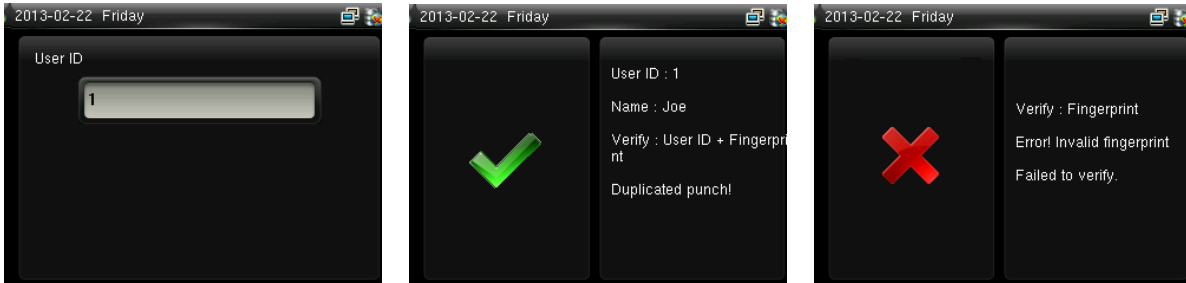 2013-02-22 Friday
User ID
1
2013-02-22 Friday
User ID : 1
Name : Joe
Verify : User ID + Fingerpri
nt
Duplicated punch!
2013-02-22 Friday
Verify : Fingerprint
Error! Invalid fingerprint
Failed to verify.